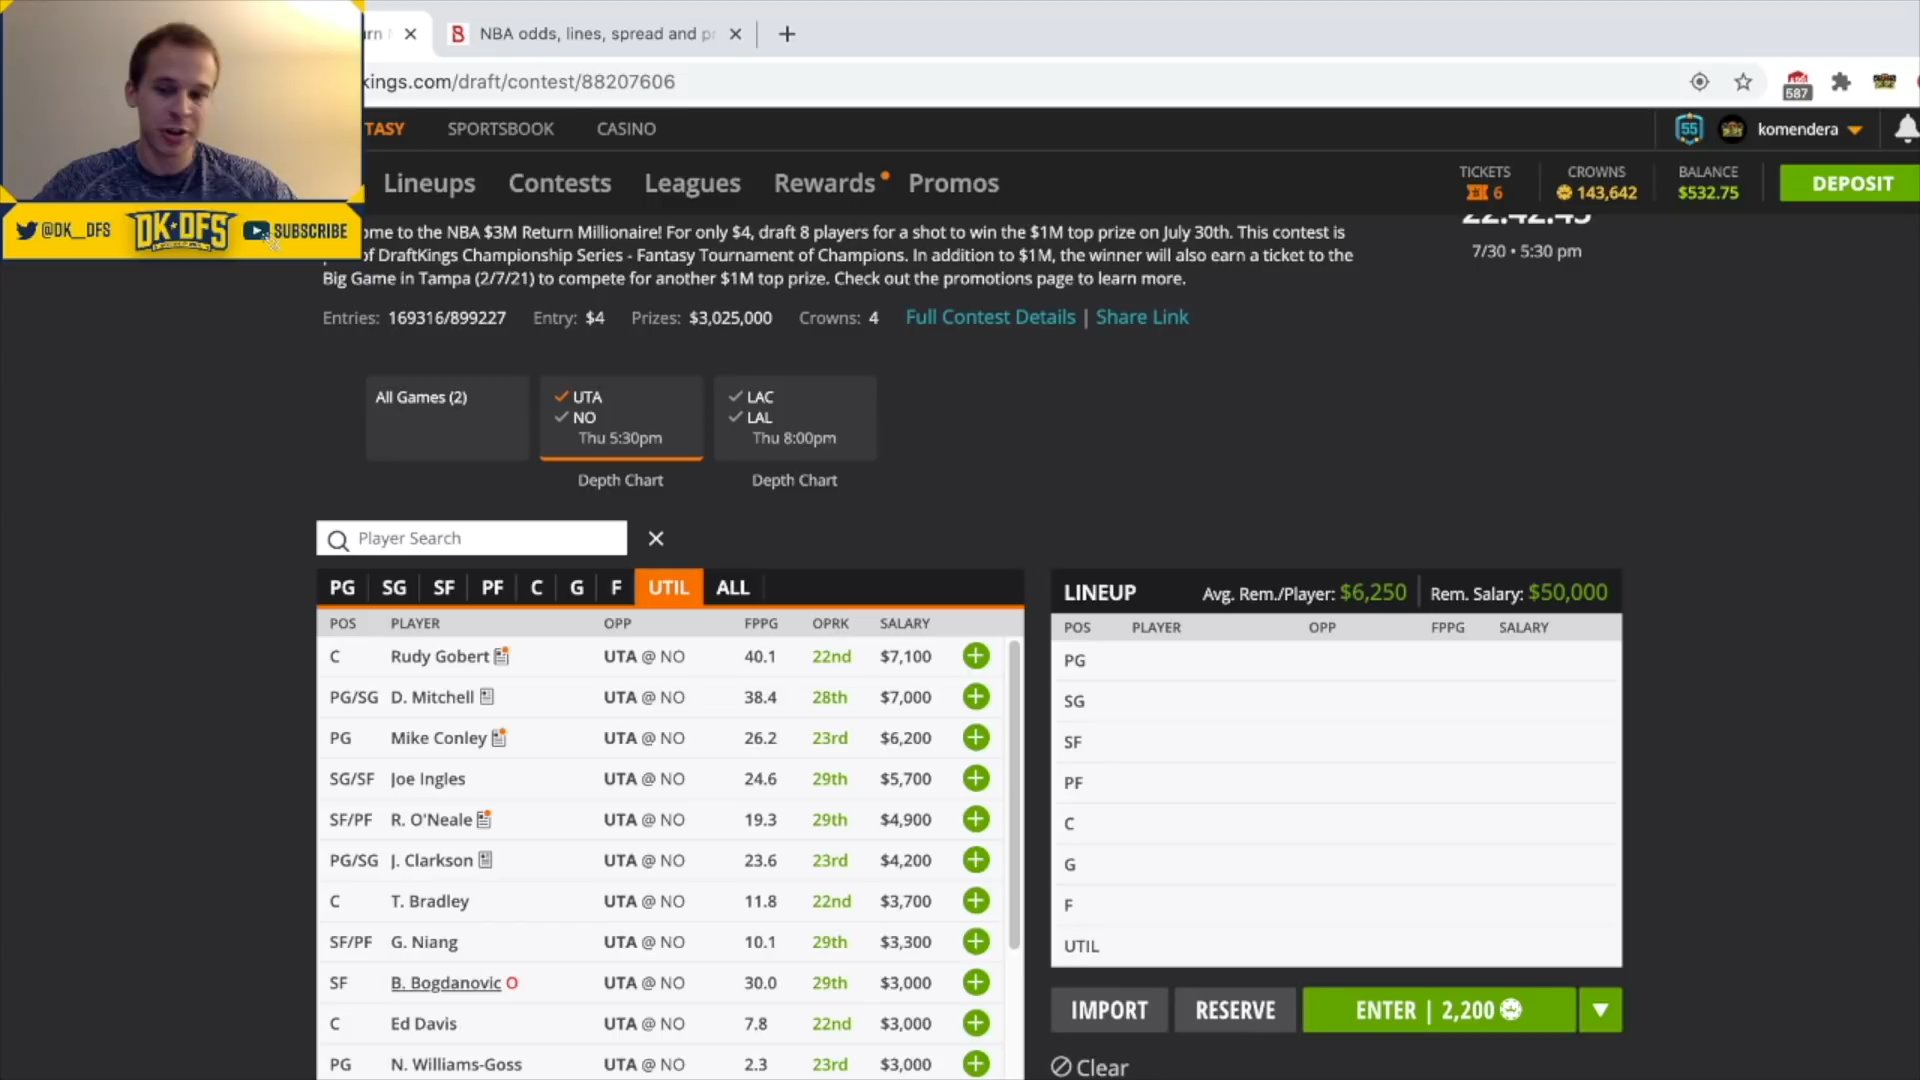 NBA odds, lines, spread and pr
kings.com/draft/contest/88207606
587
TASY SPORTSBOOK CASINO
55 komendera
Lineups Contests Leagues Rewards Promos
TICKETS 6
CROWNS 143,642
BALANCE $532.75
DEPOSIT
@DK__DFS DK DFS SUBSCRIBE
7/30 • 5:30 pm
ome to the NBA $3M Return Millionaire! For only $4, draft 8 players for a shot to win the $1M top prize on July 30th. This contest is
of DraftKings Championship Series - Fantasy Tournament of Champions. In addition to $1M, the winner will also earn a ticket to the
Big Game in Tampa (2/7/21) to compete for another $1M top prize. Check out the promotions page to learn more.
Entries: 169316/899227 Entry: $4 Prizes: $3,025,000 Crowns: 4 Full Contest Details | Share Link
All Games (2)
UTA
NO
Thu 5:30pm
Depth Chart
LAC
LAL
Thu 8:00pm
Depth Chart
Player Search
PG SG SF PF C G F UTIL ALL
POS PLAYER OPP FPPG OPRK SALARY
C Rudy Gobert UTA @ NO 40.1 22nd $7,100
PG/SG D. Mitchell UTA @ NO 38.4 28th $7,000
PG Mike Conley UTA @ NO 26.2 23rd $6,200
SG/SF Joe Ingles UTA @ NO 24.6 29th $5,700
SF/PF R. O'Neale UTA @ NO 19.3 29th $4,900
PG/SG J. Clarkson UTA @ NO 23.6 23rd $4,200
C T. Bradley UTA @ NO 11.8 22nd $3,700
SF/PF G. Niang UTA @ NO 10.1 29th $3,300
SF B. Bogdanovic O UTA @ NO 30.0 29th $3,000
C Ed Davis UTA @ NO 7.8 22nd $3,000
PG N. Williams-Goss UTA @ NO 2.3 23rd $3,000
LINEUP Avg. Rem./Player: $6,250 Rem. Salary: $50,000
POS PLAYER OPP FPPG SALARY
PG
SG
SF
PF
C
G
F
UTIL
IMPORT RESERVE ENTER | 2,200
Clear